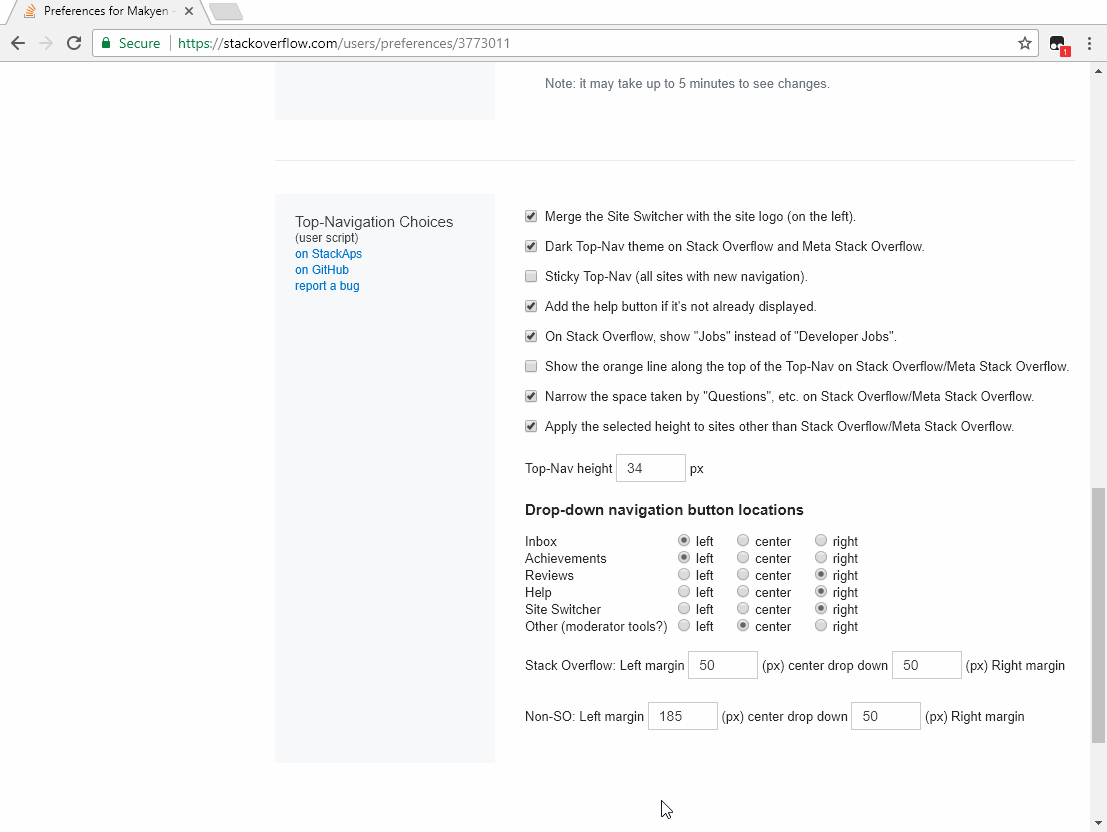 Preferences for Makyen -
Secure https://stackoverflow.com/users/preferences/3773011
1
Note: it may take up to 5 minutes to see changes.
Top-Navigation Choices
(user script)
on StackAps
on GitHub
report a bug
Merge the Site Switcher with the site logo (on the left).
Dark Top-Nav theme on Stack Overflow and Meta Stack Overflow.
Sticky Top-Nav (all sites with new navigation).
Add the help button if it's not already displayed.
On Stack Overflow, show "Jobs" instead of "Developer Jobs".
Show the orange line along the top of the Top-Nav on Stack Overflow/Meta Stack Overflow.
Narrow the space taken by "Questions", etc. on Stack Overflow/Meta Stack Overflow.
Apply the selected height to sites other than Stack Overflow/Meta Stack Overflow.
Top-Nav height 34 px
Drop-down navigation button locations
Inbox left center right
Achievements left center right
Reviews left center right
Help left center right
Site Switcher left center right
Other (moderator tools?) left center right
Stack Overflow: Left margin 50 (px) center drop down 50 (px) Right margin
Non-SO: Left margin 185 (px) center drop down 50 (px) Right margin